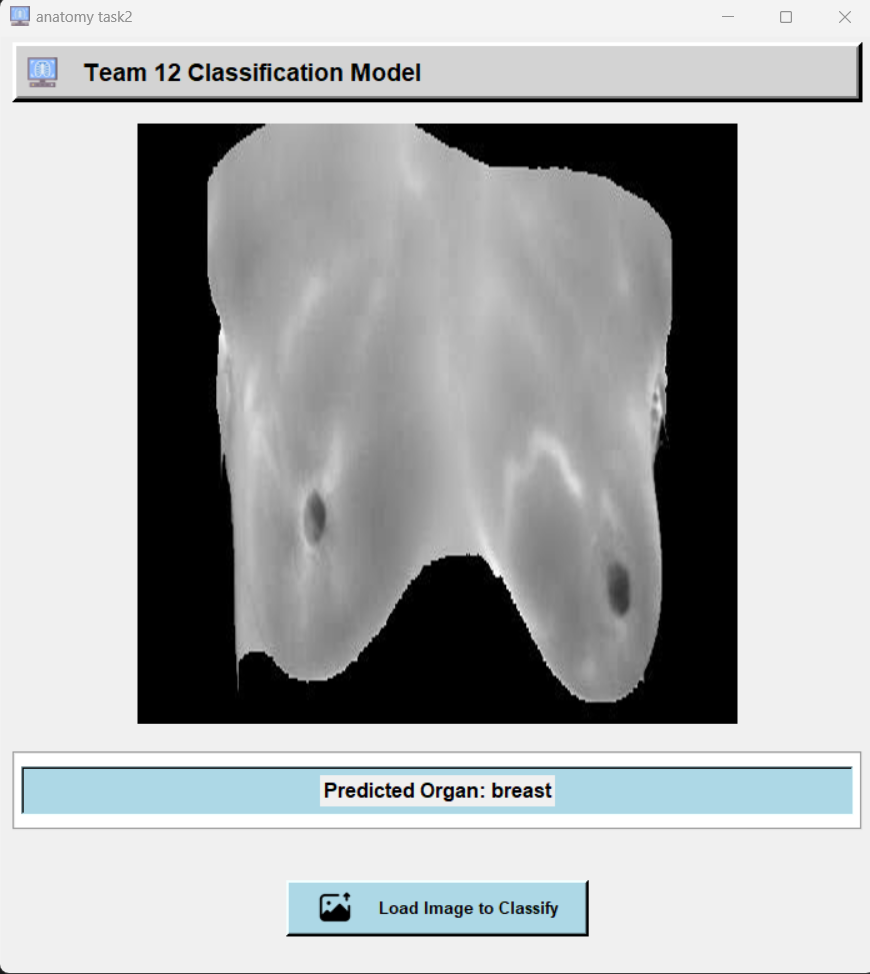 anatomy task2
Team 12 Classification Model
Predicted Organ: breast
Load Image to Classify